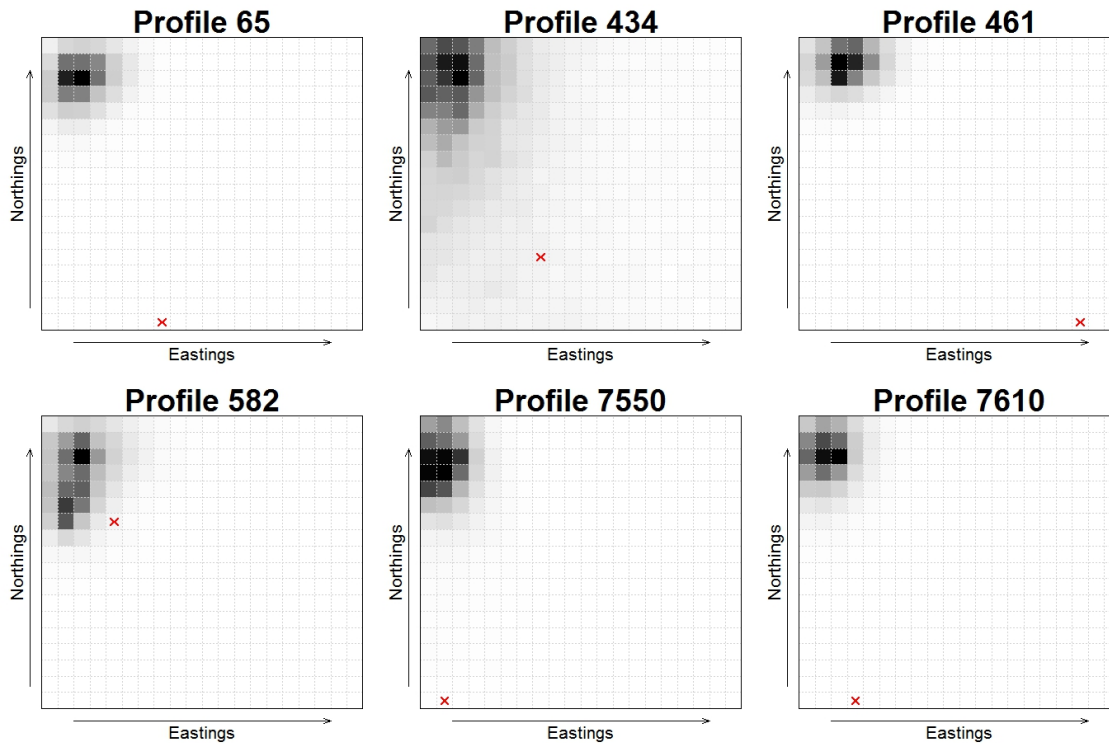 Profile 65
Profile 434
Profile 461
Northings
Northings
Northings
Eastings
Eastings
Eastings
Profile 582
Profile 7550
Profile 7610
Northings
Northings
Northings
Eastings
Eastings
Eastings